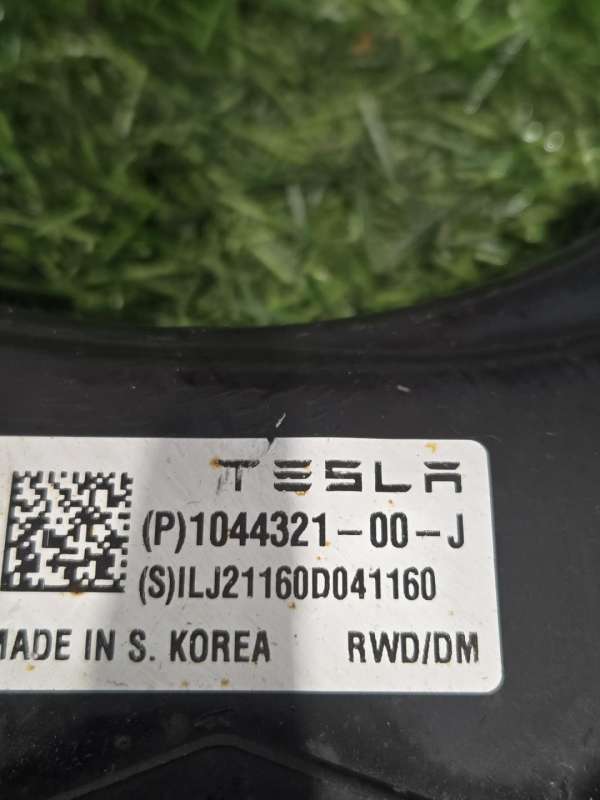 TESLA
(P)1044321-00-J
(S)ILJ21160D041160
MADE IN S. KOREA RWD/DM